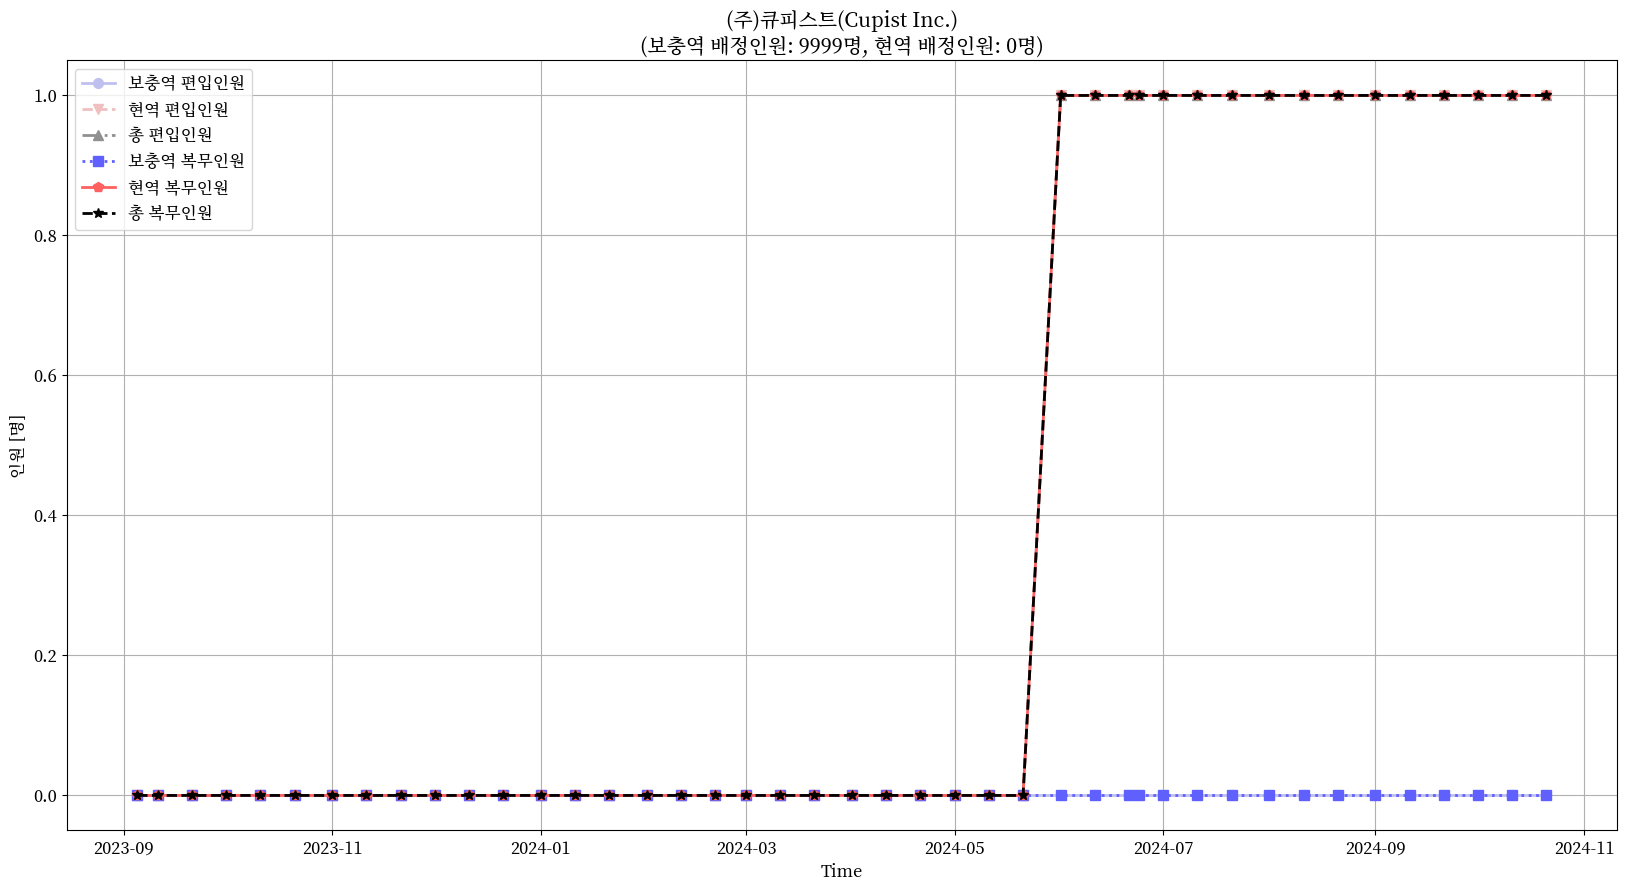 (주)큐피스트(Cupist Inc.)
(보충역 배정인원: 9999명, 현역 배정인원: 0명)
보충역 편입인원
현역 편입인원
총 편입인원
보충역 복무인원
현역 복무인원
총 복무인원
1.0
0.8
0.6
0.4
0.2
0.0
인원 [명]
2023-09
2023-11
2024-01
2024-03
2024-05
2024-07
2024-09
2024-11
Time